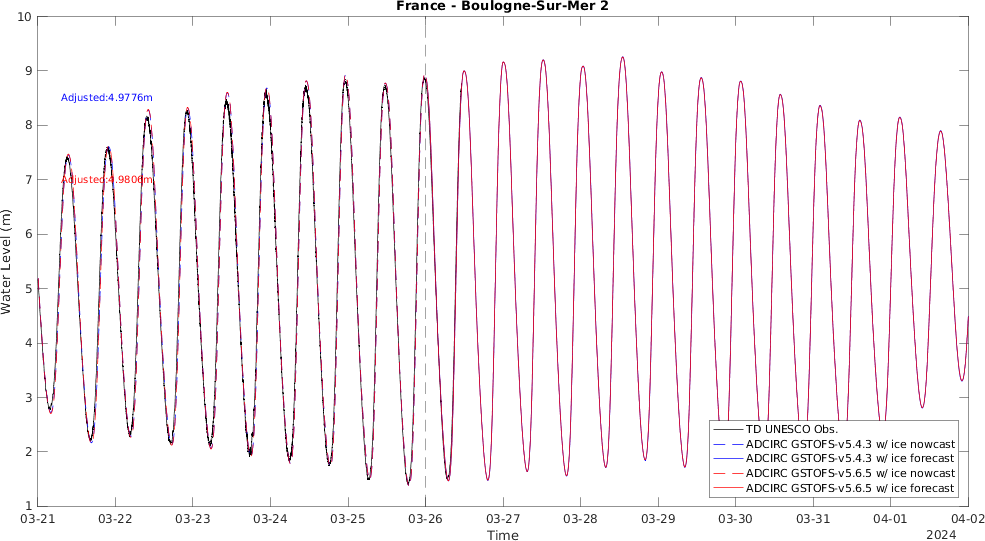 France - Boulogne-Sur-Mer 2
10
9
8
7
6
5
4
3
2
1
Water Level (m)
Adjusted:4.9776m
Adjusted:4.9806m
TD UNESCO Obs.
ADCIRC GSTOFS-v5.4.3 w/ ice nowcast
ADCIRC GSTOFS-v5.4.3 w/ ice forecast
ADCIRC GSTOFS-v5.6.5 w/ ice nowcast
ADCIRC GSTOFS-v5.6.5 w/ ice forecast
03-21 03-22 03-23 03-24 03-25 03-26 03-27 03-28 03-29 03-30 03-31 04-01 04-02
Time
2024